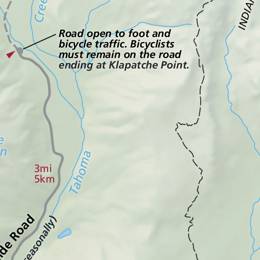 Road open to foot and
bicycle traffic. Bicyclists
must remain on the road
ending at Klapatche Point.
3mi
5km
Tahoma
Road